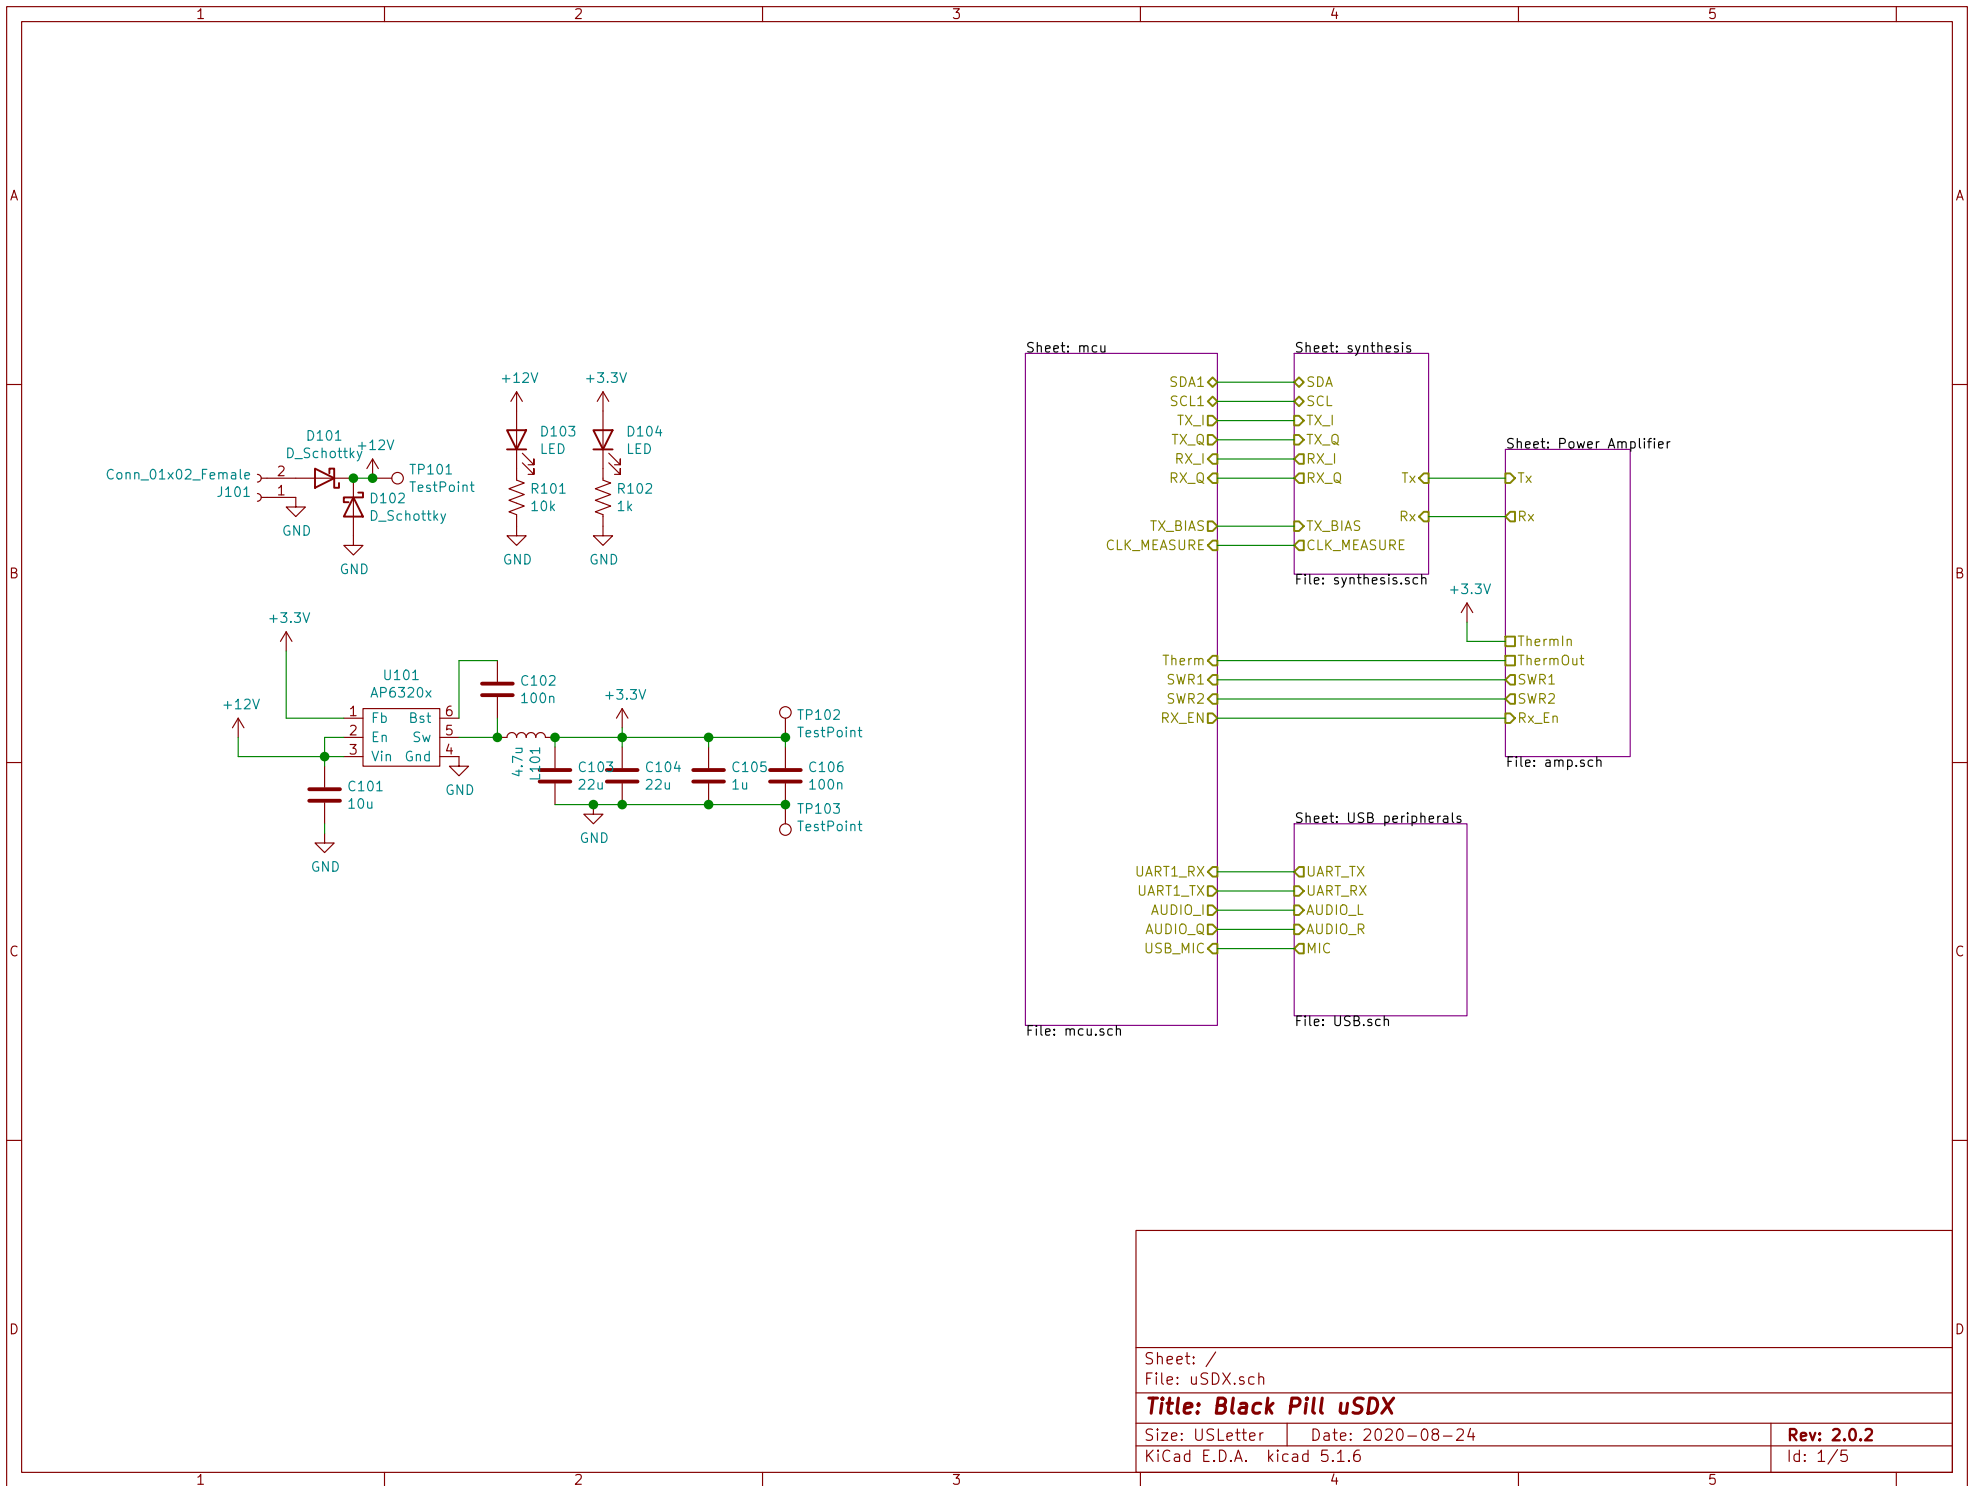 1 2 3 4 5
A A
B B
C C
D D
Conn_01x02_Female
J101
2
1
GND
D101
D_Schottky
+12V
TP101
TestPoint
D102
D_Schottky
GND
+12V
D103
LED
R101
10k
GND
+3.3V
D104
LED
R102
1k
GND
+3.3V
+12V
U101
AP6320x
1 Fb Bst 6
2 En Sw 5
3 Vin Gnd 4
C101
10u
GND
GND
C102
100n
4.7u
L101
+3.3V
C103
22u
C104
22u
C105
1u
C106
100n
GND
TP102
TestPoint
TP103
TestPoint
Sheet: mcu
SDA1
SCL1
TX_I
TX_Q
RX_I
RX_Q
TX_BIAS
CLK_MEASURE
Therm
SWR1
SWR2
RX_EN
UART1_RX
UART1_TX
AUDIO_I
AUDIO_Q
USB_MIC
File: mcu.sch
Sheet: synthesis
SDA
SCL
TX_I
TX_Q
RX_I
RX_Q
TX_BIAS
CLK_MEASURE
Tx
Rx
File: synthesis.sch
Sheet: Power Amplifier
Tx
Rx
+3.3V
ThermIn
ThermOut
SWR1
SWR2
Rx_En
File: amp.sch
Sheet: USB peripherals
UART_TX
UART_RX
AUDIO_L
AUDIO_R
MIC
File: USB.sch
Sheet: /
File: uSDX.sch
Title: Black Pill uSDX
Size: USLetter Date: 2020-08-24 Rev: 2.0.2
KiCad E.D.A. kicad 5.1.6 Id: 1/5
1 2 3 4 5